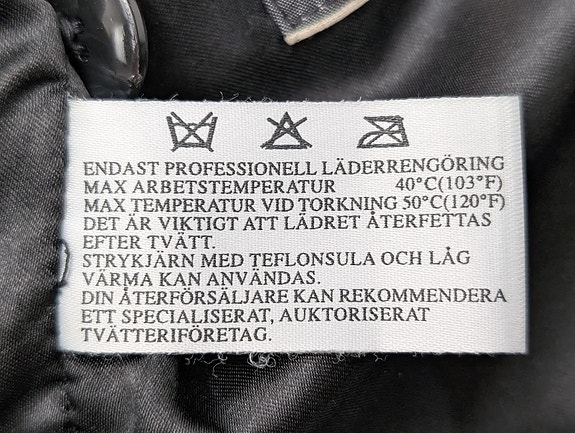 ENDAST PROFESSIONELL LÄDERRENGÖRING
MAX ARBETSTEMPERATUR 40°C(103°F)
MAX TEMPERATUR VID TORKNING 50°C(120°F)
DET ÄR VIKTIGT ATT LÄDRET ÅTERFETTAS
EFTER TVÄTT.
STRYKJÄRN MED TEFLONSULA OCH LÅG
VÄRMA KAN ANVÄNDAS.
DIN ÅTERFÖRSÄLJARE KAN REKOMMENDERA
ETT SPECIALISERAT, AUKTORISERAT
TVÄTTERIFÖRETAG.